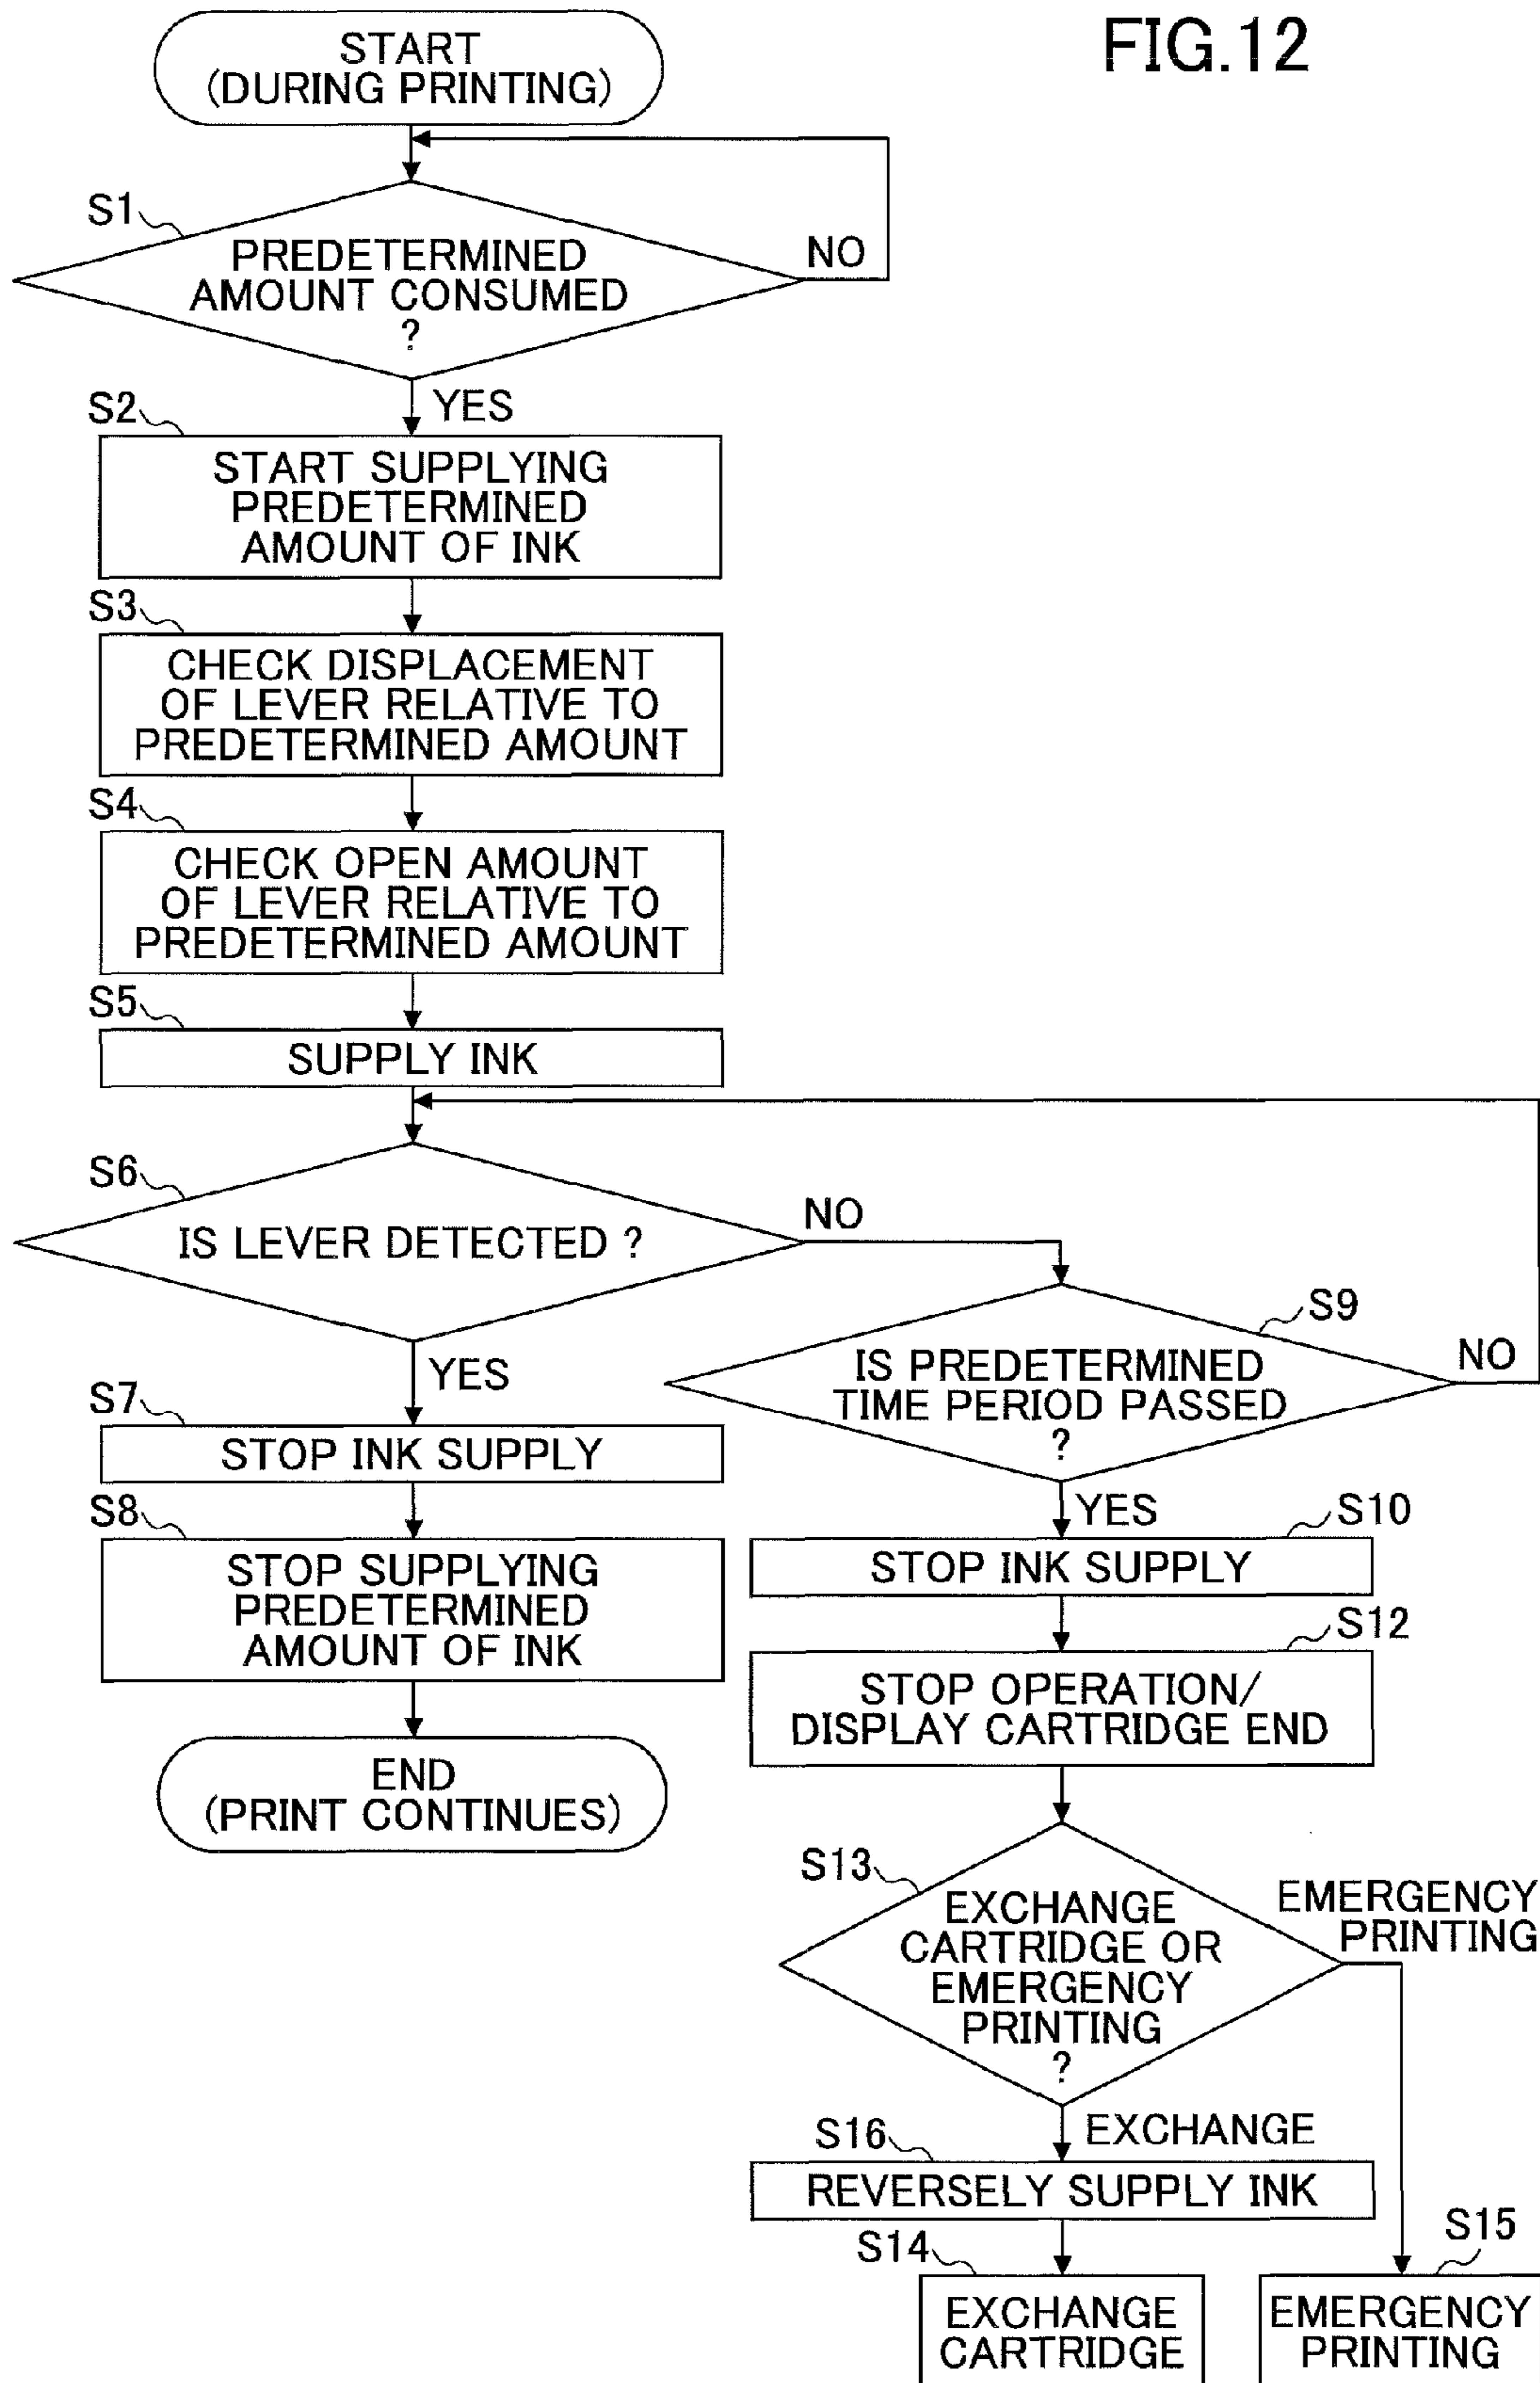 FIG.12
START
(DURING PRINTING)
S1
PREDETERMINED
AMOUNT CONSUMED
?
NO
YES
S2
START SUPPLYING
PREDETERMINED
AMOUNT OF INK
S3
CHECK DISPLACEMENT
OF LEVER RELATIVE TO
PREDETERMINED AMOUNT
S4
CHECK OPEN AMOUNT
OF LEVER RELATIVE TO
PREDETERMINED AMOUNT
S5
SUPPLY INK
S6
IS LEVER DETECTED ?
NO
YES
S7
STOP INK SUPPLY
S8
STOP SUPPLYING
PREDETERMINED
AMOUNT OF INK
END
(PRINT CONTINUES)
S9
IS PREDETERMINED
TIME PERIOD PASSED
?
NO
YES
S10
STOP INK SUPPLY
S12
STOP OPERATION/
DISPLAY CARTRIDGE END
S13
EXCHANGE
CARTRIDGE OR
EMERGENCY
PRINTING
?
EMERGENCY
PRINTING
EXCHANGE
S16
REVERSELY SUPPLY INK
S14
EXCHANGE
CARTRIDGE
S15
EMERGENCY
PRINTING